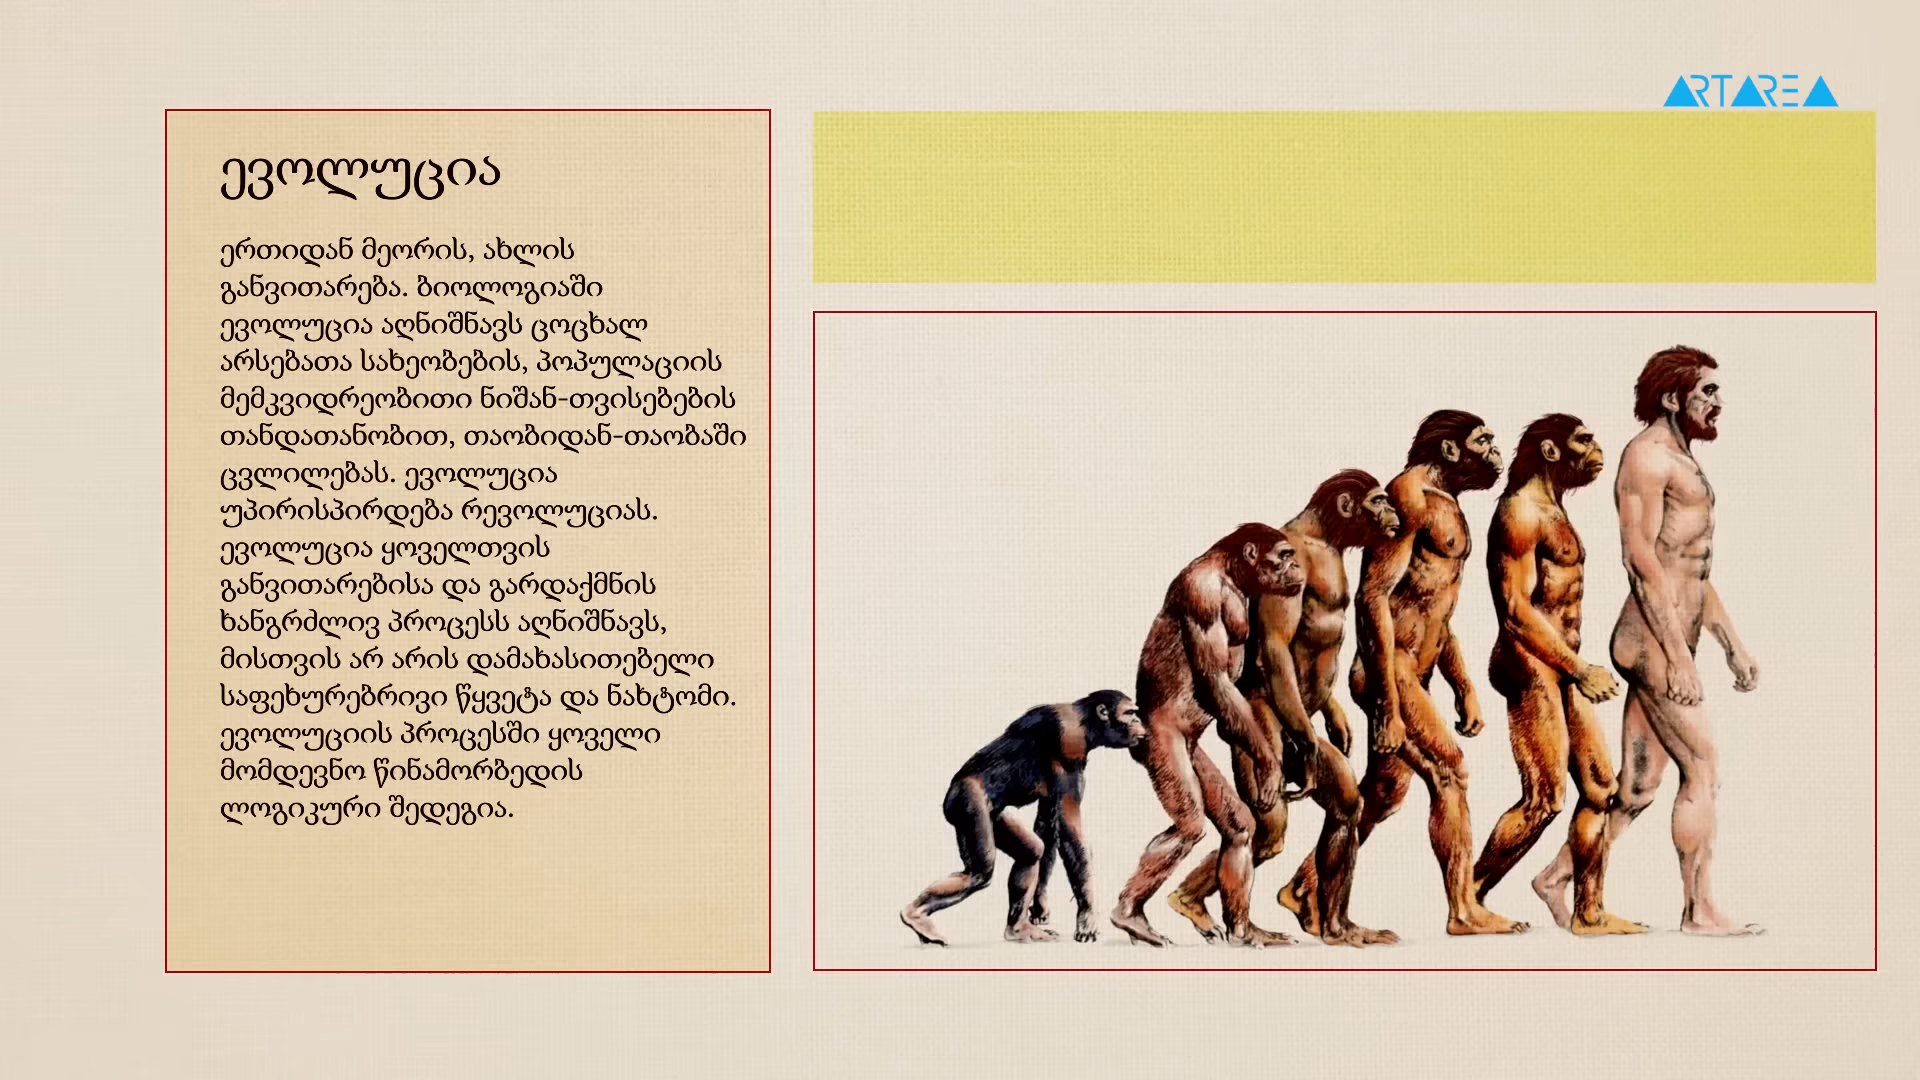 ევოლუცია
ერთიდან მეორის, ახლის
განვითარება. ბიოლოგიაში
ევოლუცია აღნიშნავს ცოცხალ
არსებათა სახეობების, პოპულაციის
მემკვიდრეობითი ნიშან-თვისებების
თანდათანობით, თაობიდან-თაობაში
ცვლილებას. ევოლუცია
უპირისპირდება რევოლუციას.
ევოლუცია ყოველთვის
განვითარებისა და გარდაქმნის
ხანგრძლივ პროცესს აღნიშნავს,
მისთვის არ არის დამახასითებელი
საფეხურებრივი წყვეტა და ნახტომი.
ევოლუციის პროცესში ყოველი
მომდევნო წინამორბედის
ლოგიკური შედეგია.
ARTAREA